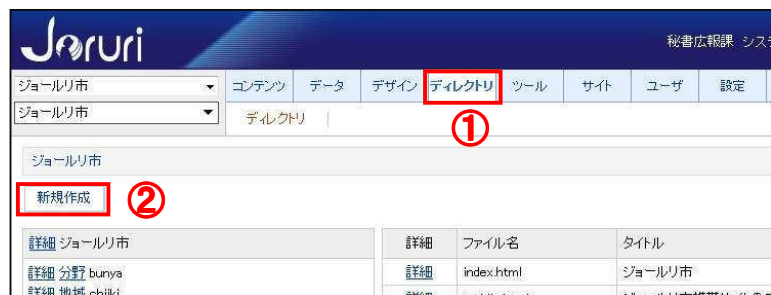 Joruri
秘書広報課 シス
ジョールリ市 コンテンツ データ デザイン ディレクトリ ツール サイト ユーザ 設定
ジョールリ市 ディレクトリ
①
ジョールリ市
新規作成 ②
詳細 ジョールリ市 詳細 ファイル名 タイトル
詳細 分野 bunya 詳細 index.html ジョールリ市
詳細 地域 chiiki